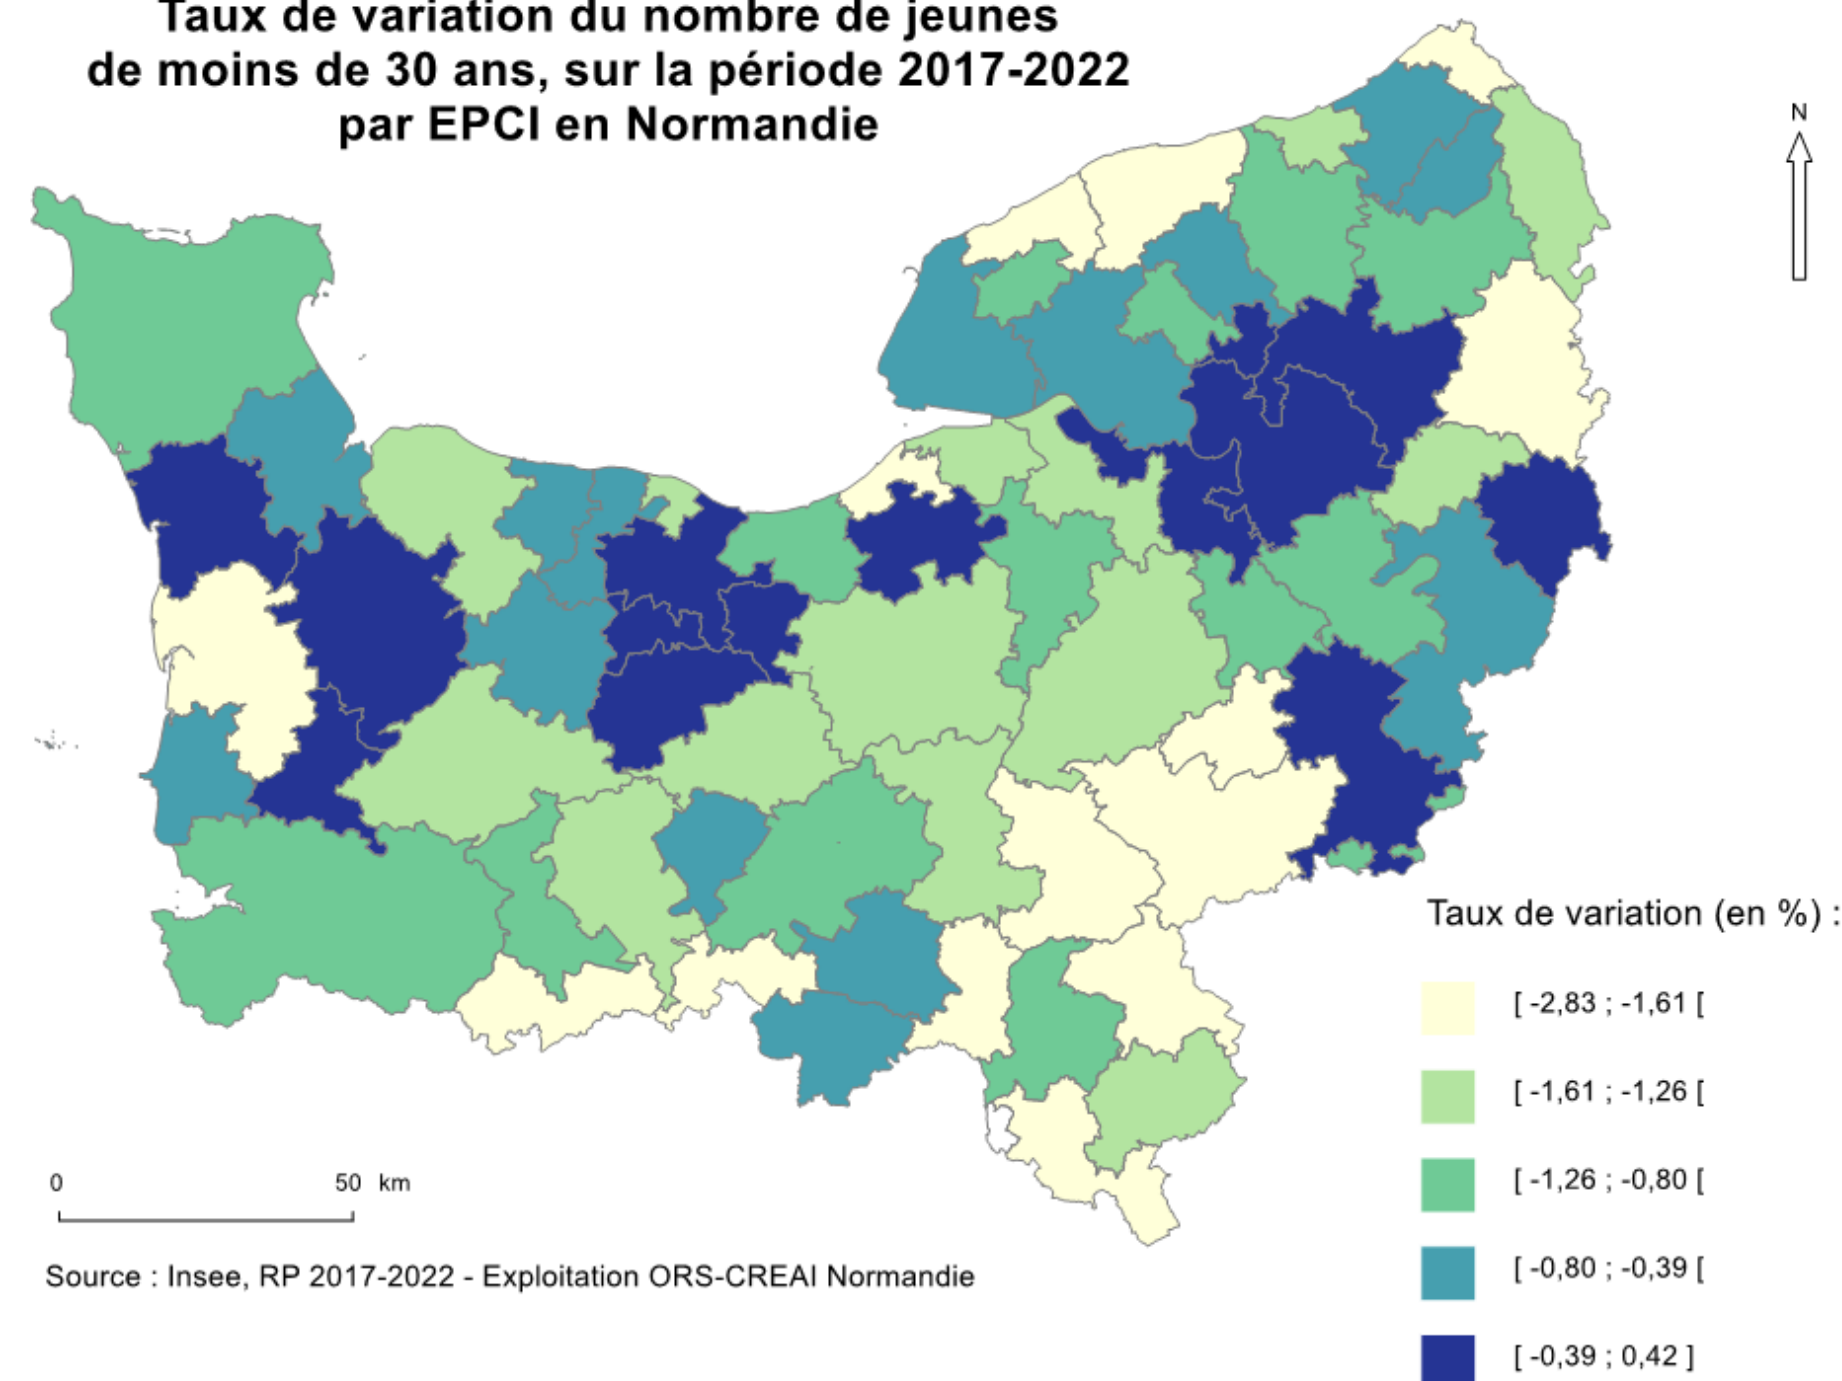 Taux de variation du nombre de jeunes
de moins de 30 ans, sur la période 2017-2022
par EPCI en Normandie
N
Taux de variation (en %) :
[ -2,83 ; -1,61 [
[ -1,61 ; -1,26 [
[ -1,26 ; -0,80 [
[ -0,80 ; -0,39 [
[ -0,39 ; 0,42 ]
0 50 km
Source : Insee, RP 2017-2022 - Exploitation ORS-CREAI Normandie